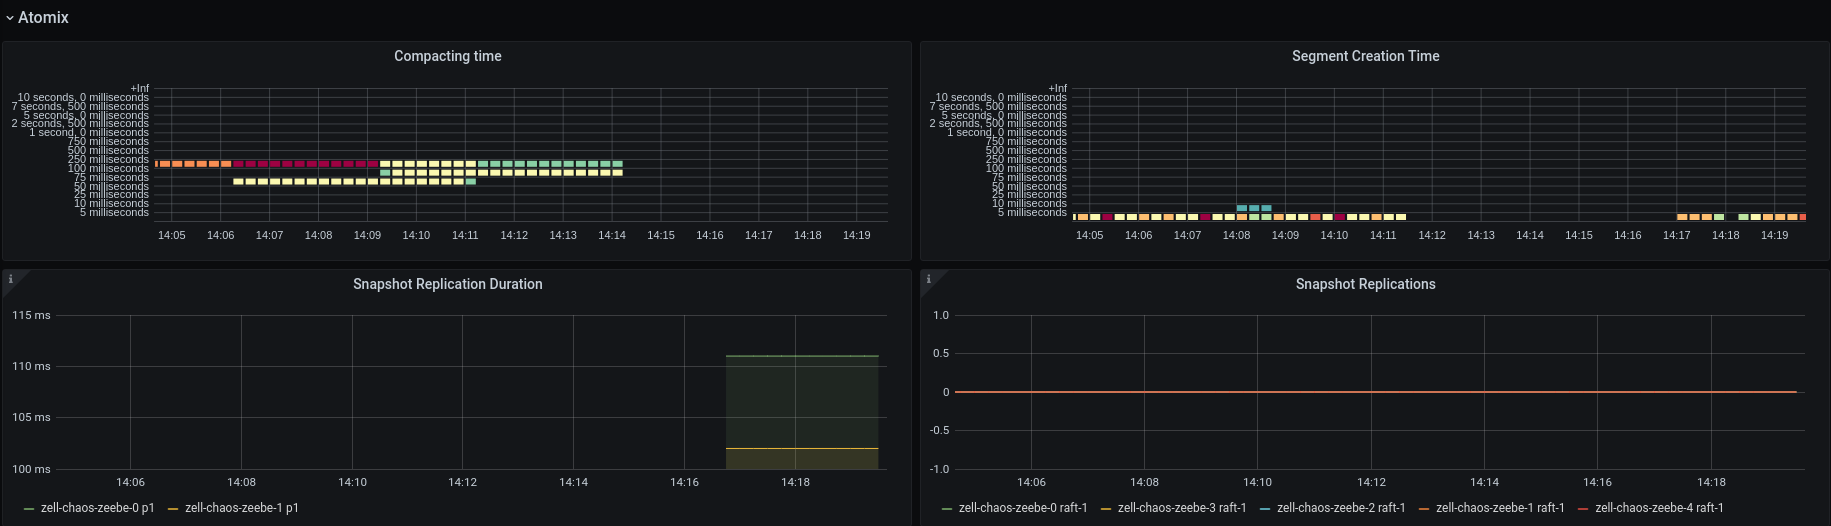 Atomix
Compacting time
+Inf
10 seconds, 0 milliseconds
7 seconds, 500 milliseconds
5 seconds, 0 milliseconds
2 seconds, 500 milliseconds
1 second, 0 milliseconds
750 milliseconds
500 milliseconds
250 milliseconds
100 milliseconds
75 milliseconds
50 milliseconds
25 milliseconds
10 milliseconds
5 milliseconds
14:05 14:06 14:07 14:08 14:09 14:10 14:11 14:12 14:13 14:14 14:15 14:16 14:17 14:18 14:19
Segment Creation Time
+Inf
10 seconds, 0 milliseconds
7 seconds, 500 milliseconds
5 seconds, 0 milliseconds
2 seconds, 500 milliseconds
1 second, 0 milliseconds
750 milliseconds
500 milliseconds
250 milliseconds
100 milliseconds
75 milliseconds
50 milliseconds
25 milliseconds
10 milliseconds
5 milliseconds
14:05 14:06 14:07 14:08 14:09 14:10 14:11 14:12 14:13 14:14 14:15 14:16 14:17 14:18 14:19
i
Snapshot Replication Duration
115 ms
110 ms
105 ms
100 ms
14:06 14:08 14:10 14:12 14:14 14:16 14:18
zell-chaos-zeebe-0 p1 zell-chaos-zeebe-1 p1
i
Snapshot Replications
1.0
0.5
0
-0.5
-1.0
14:06 14:08 14:10 14:12 14:14 14:16 14:18
zell-chaos-zeebe-0 raft-1 zell-chaos-zeebe-3 raft-1 zell-chaos-zeebe-2 raft-1 zell-chaos-zeebe-1 raft-1 zell-chaos-zeebe-4 raft-1